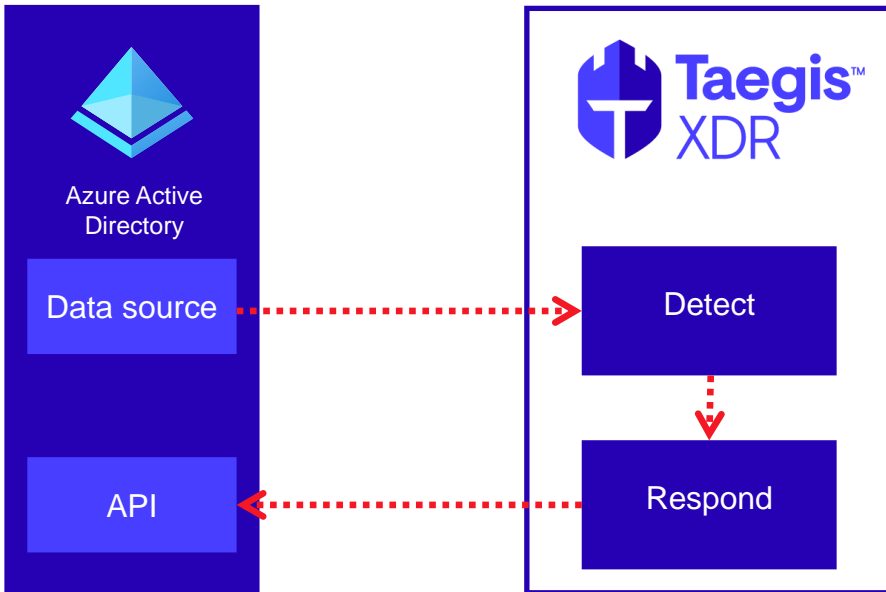 Azure Active
Directory
Data source
API
Taegis™
XDR
Detect
Respond